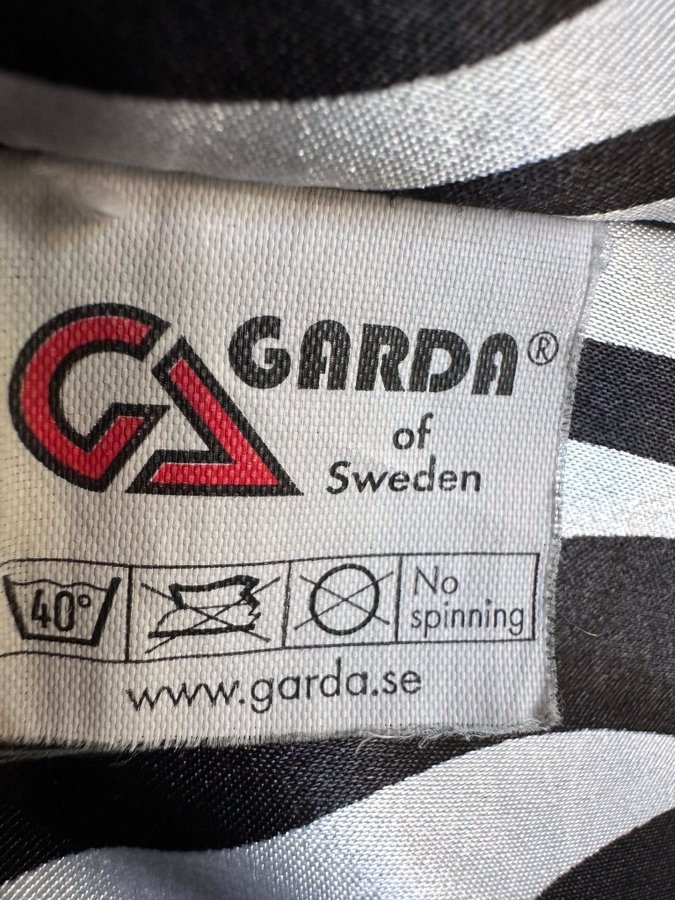 GARDA®
of
Sweden
40°
No
spinning
www.garda.se